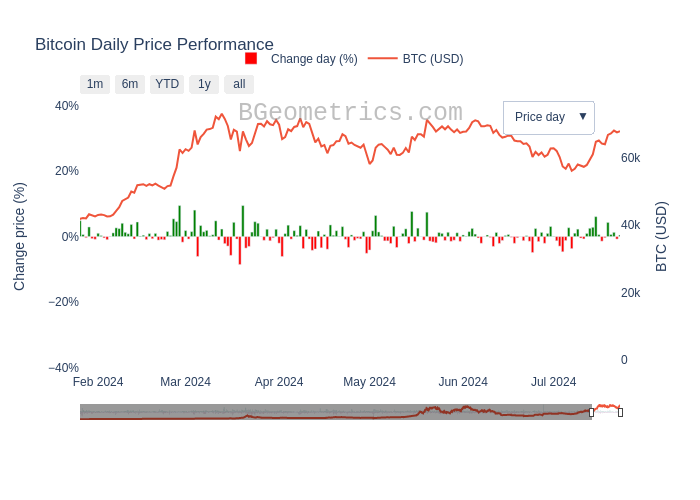 Bitcoin Daily Price Performance
Change day (%) BTC (USD)
1m 6m YTD 1y all
BGeometrics.com
Price day ▼
40%
20%
0%
−20%
−40%
Change price (%)
60k
40k
20k
0
BTC (USD)
Feb 2024 Mar 2024 Apr 2024 May 2024 Jun 2024 Jul 2024